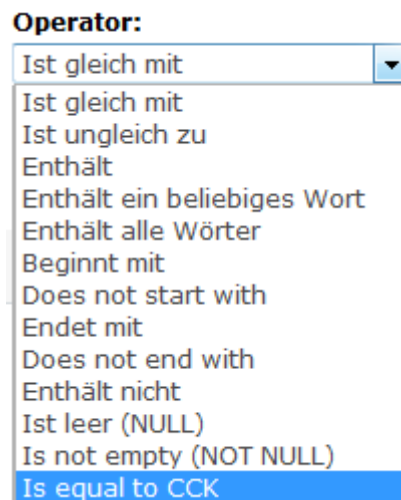 Operator:
Ist gleich mit
Ist gleich mit
Ist ungleich zu
Enthält
Enthält ein beliebiges Wort
Enthält alle Wörter
Beginnt mit
Does not start with
Endet mit
Does not end with
Enthält nicht
Ist leer (NULL)
Is not empty (NOT NULL)
Is equal to CCK